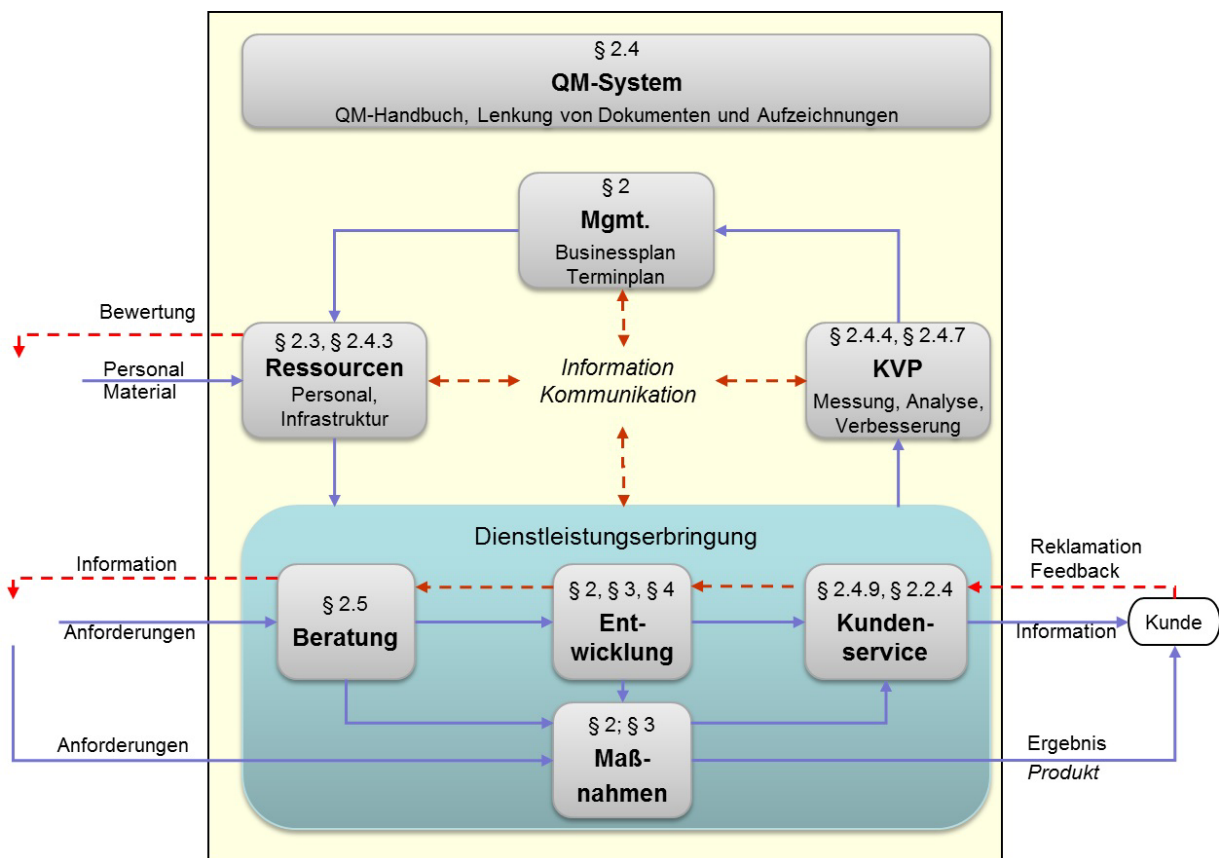 § 2.4
QM-System
QM-Handbuch, Lenkung von Dokumenten und Aufzeichnungen
§ 2
Mgmt.
Businessplan
Terminplan
Bewertung
Personal
Material
§ 2.3, § 2.4.3
Ressourcen
Personal,
Infrastruktur
Information
Kommunikation
§ 2.4.4, § 2.4.7
KVP
Messung, Analyse,
Verbesserung
Dienstleistungserbringung
Information
Anforderungen
§ 2.5
Beratung
§ 2, § 3, § 4
Ent-
wicklung
§ 2.4.9, § 2.2.4
Kunden-
service
Reklamation
Feedback
Information
Kunde
Anforderungen
§ 2; § 3
Maß-
nahmen
Ergebnis
Produkt